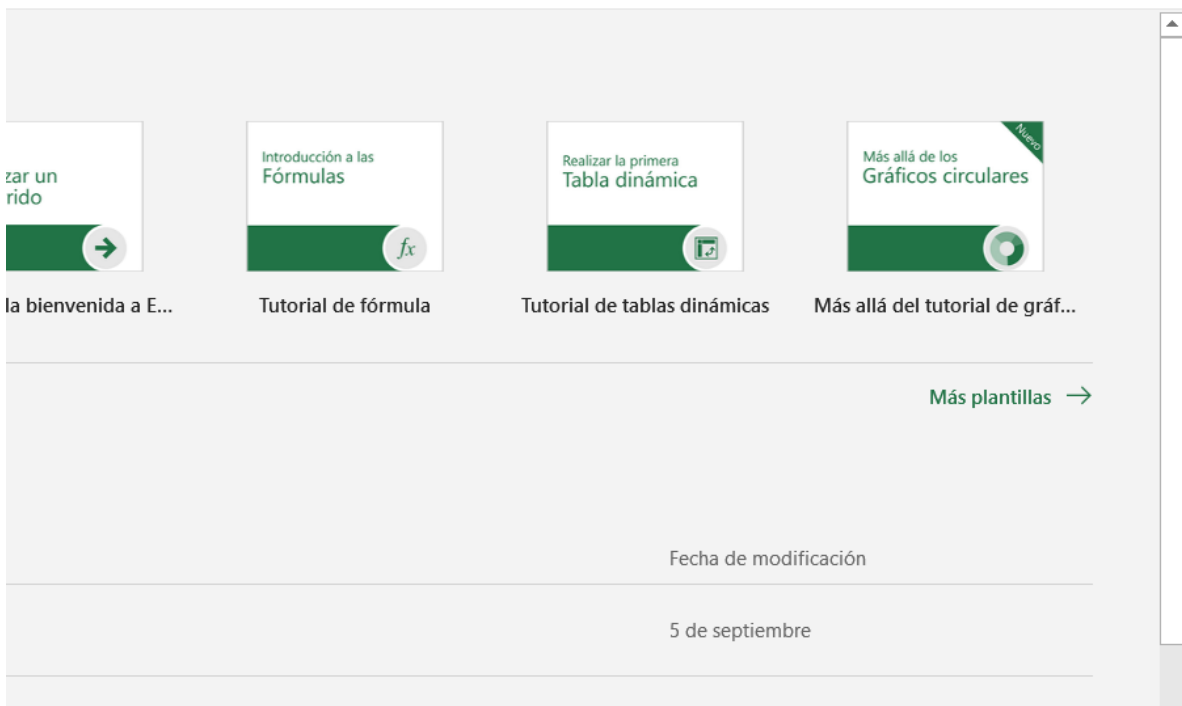 zar un
rido
Introducción a las
Fórmulas
fx
Realizar la primera
Tabla dinámica
Nuevo
Más allá de los
Gráficos circulares
la bienvenida a E...
Tutorial de fórmula
Tutorial de tablas dinámicas
Más allá del tutorial de gráf...
Más plantillas
Fecha de modificación
5 de septiembre